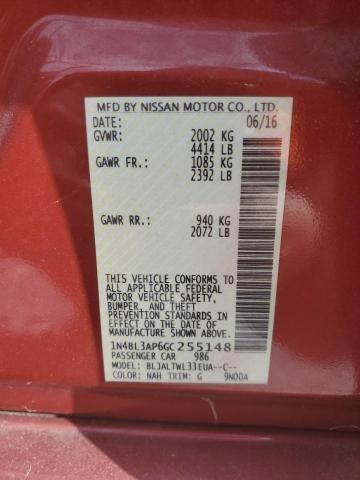 MFD BY NISSAN MOTOR CO., LTD.
DATE: 06/16
GVWR: 2002 KG
4414 LB
GAWR FR.: 1085 KG
2392 LB
GAWR RR.: 940 KG
2072 LB
THIS VEHICLE CONFORMS TO
ALL APPLICABLE FEDERAL
MOTOR VEHICLE SAFETY,
BUMPER, AND THEFT
PREVENTION STANDARDS IN
EFFECT ON THE DATE OF
MANUFACTURE SHOWN ABOVE.
1N4BL3AP6GC255148
PASSENGER CAR 986
MODEL: BLJALTWL33EUA--C--
COLOR: NAH TRIM: G 9N00A